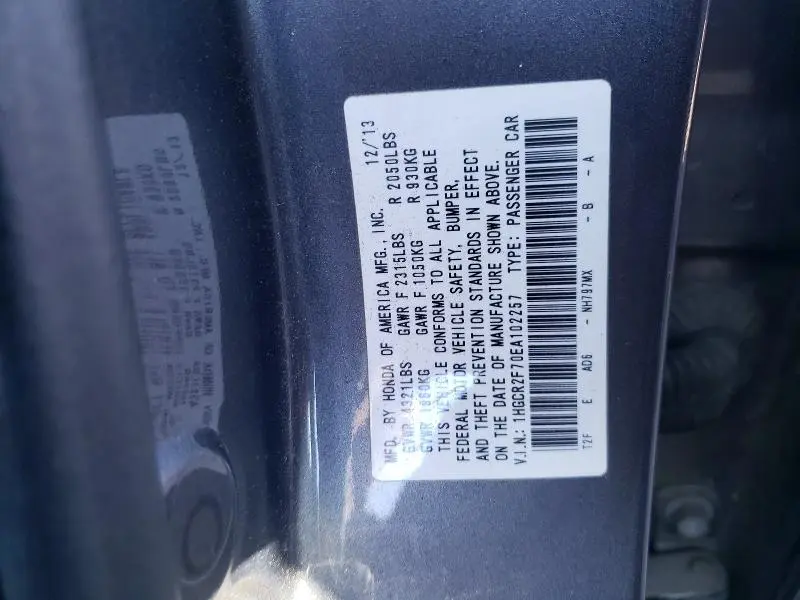 MFD. BY HONDA OF AMERICA MFG., INC. 12/13
GVWR 4321LBS GAWR F 2315LBS R 2050LBS
GVWR 1960KG GAWR F 1050KG R 930KG
THIS VEHICLE CONFORMS TO ALL APPLICABLE
FEDERAL MOTOR VEHICLE SAFETY, BUMPER,
AND THEFT PREVENTION STANDARDS IN EFFECT
ON THE DATE OF MANUFACTURE SHOWN ABOVE.
V.I.N.: 1HGCR2F70EA102257 TYPE: PASSENGER CAR
T2F E AD6 - NH797MX - B - A